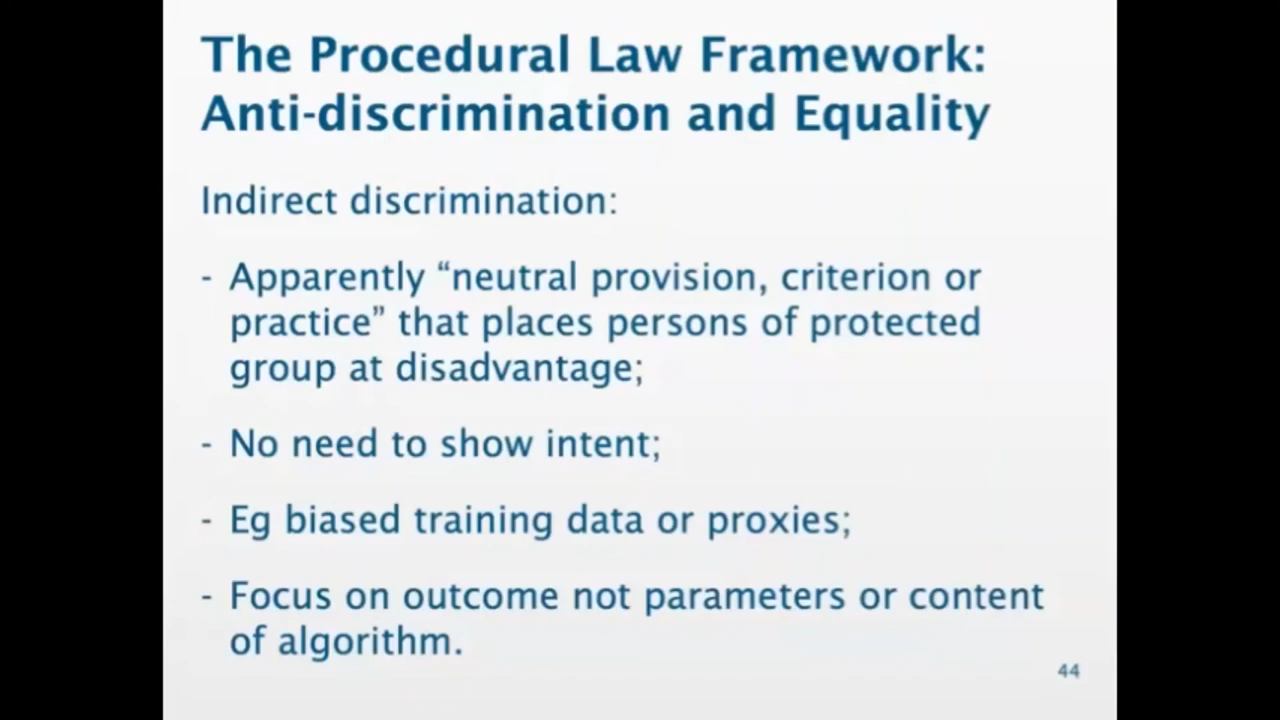 The Procedural Law Framework:
Anti-discrimination and Equality
Indirect discrimination:
- Apparently “neutral provision, criterion or
practice” that places persons of protected
group at disadvantage;
- No need to show intent;
- Eg biased training data or proxies;
- Focus on outcome not parameters or content
of algorithm.
44